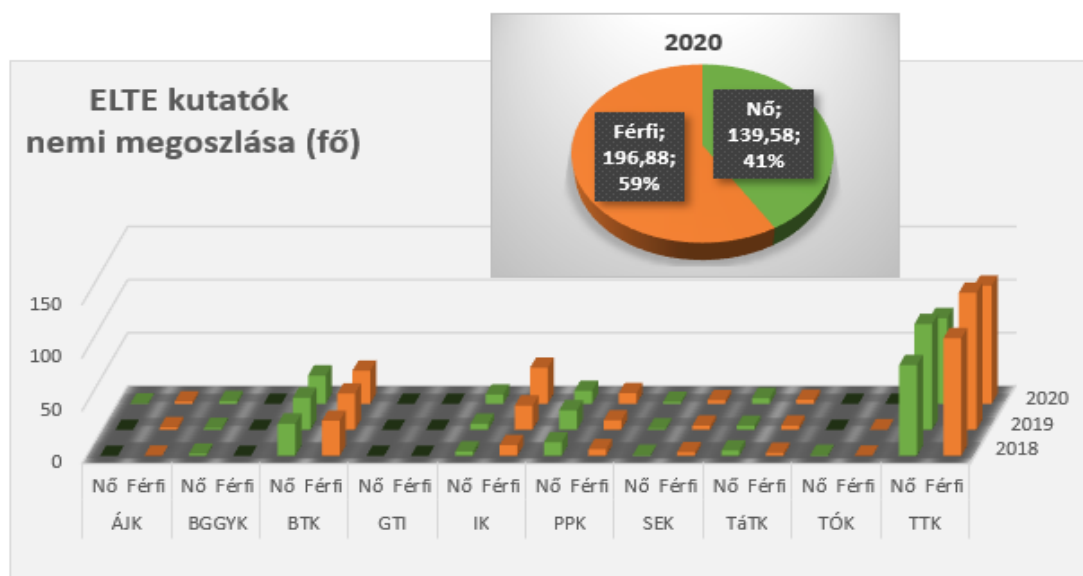 2020
ELTE kutatók
nemi megoszlása (fő)
Férfi;
196,88;
59%
Nő;
139,58;
41%
150
100
50
0
2020
2019
2018
Nő Férfi Nő Férfi Nő Férfi Nő Férfi Nő Férfi Nő Férfi Nő Férfi Nő Férfi Nő Férfi Nő Férfi
ÁJK BGGYK BTK GTI IK PPK SEK TáTK TÓK TTK